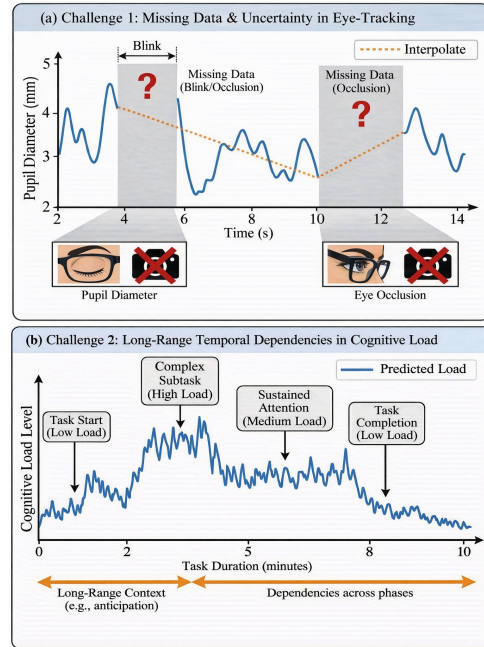 (a) Challenge 1: Missing Data & Uncertainty in Eye-Tracking
Blink
Interpolate
?
Missing Data
(Blink/Occlusion)
Missing Data
(Occlusion)
?
Pupil Diameter (mm)
5
4
3
2
2
4
6
8
10
12
14
Time (s)
Pupil Diameter
Eye Occlusion
(b) Challenge 2: Long-Range Temporal Dependencies in Cognitive Load
Predicted Load
Complex
Subtask
(High Load)
Task Start
(Low Load)
Sustained
Attention
(Medium Load)
Task
Completion
(Low Load)
Cognitive Load Level
0
2
5
8
10
Task Duration (minutes)
Long-Range Context
(e.g., anticipation)
Dependencies across phases